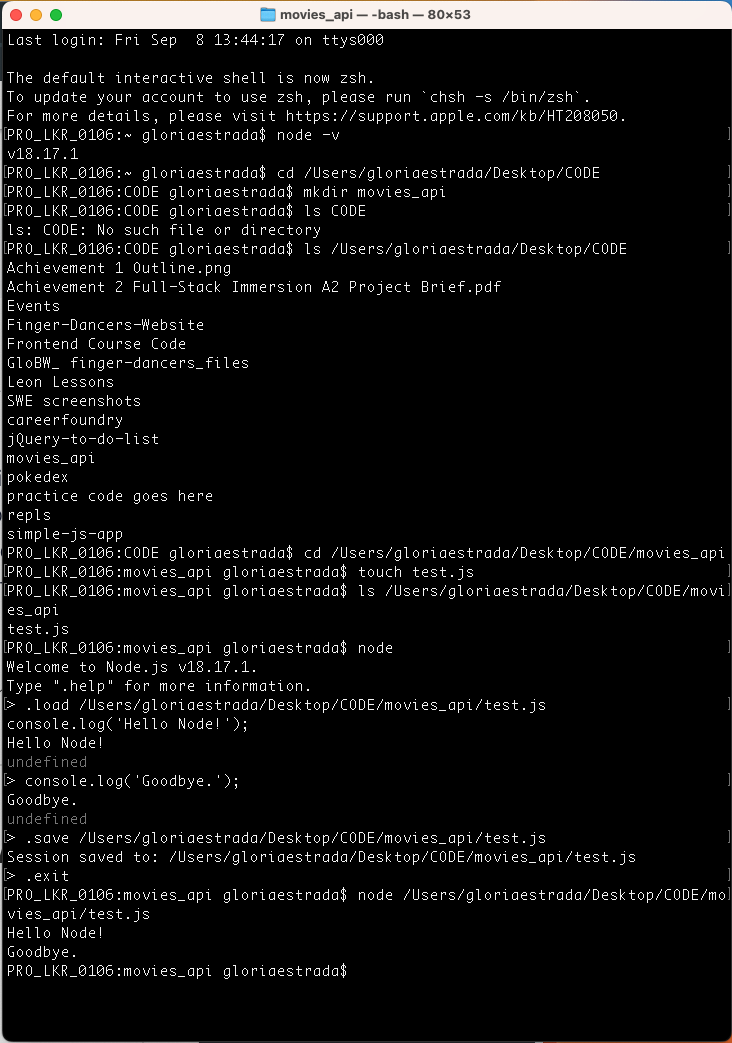 movies_api — -bash — 80×53
Last login: Fri Sep  8 13:44:17 on ttys000
The default interactive shell is now zsh.
To update your account to use zsh, please run `chsh -s /bin/zsh`.
For more details, please visit https://support.apple.com/kb/HT208050.
[PRO_LKR_0106:~ gloriaestrada$ node -v ]
v18.17.1
[PRO_LKR_0106:~ gloriaestrada$ cd /Users/gloriaestrada/Desktop/CODE ]
[PRO_LKR_0106:CODE gloriaestrada$ mkdir movies_api ]
[PRO_LKR_0106:CODE gloriaestrada$ ls CODE ]
ls: CODE: No such file or directory
[PRO_LKR_0106:CODE gloriaestrada$ ls /Users/gloriaestrada/Desktop/CODE ]
Achievement 1 Outline.png
Achievement 2 Full-Stack Immersion A2 Project Brief.pdf
Events
Finger-Dancers-Website
Frontend Course Code
GloBW_ finger-dancers_files
Leon Lessons
SWE screenshots
careerfoundry
jQuery-to-do-list
movies_api
pokedex
practice code goes here
repls
simple-js-app
PRO_LKR_0106:CODE gloriaestrada$ cd /Users/gloriaestrada/Desktop/CODE/movies_api
[PRO_LKR_0106:movies_api gloriaestrada$ touch test.js ]
[PRO_LKR_0106:movies_api gloriaestrada$ ls /Users/gloriaestrada/Desktop/CODE/movi]
es_api
test.js
[PRO_LKR_0106:movies_api gloriaestrada$ node ]
Welcome to Node.js v18.17.1.
Type ".help" for more information.
[> .load /Users/gloriaestrada/Desktop/CODE/movies_api/test.js ]
console.log('Hello Node!');
Hello Node!
undefined
[> console.log('Goodbye.'); ]
Goodbye.
undefined
[> .save /Users/gloriaestrada/Desktop/CODE/movies_api/test.js ]
Session saved to: /Users/gloriaestrada/Desktop/CODE/movies_api/test.js
[> .exit ]
[PRO_LKR_0106:movies_api gloriaestrada$ node /Users/gloriaestrada/Desktop/CODE/mo]
vies_api/test.js
Hello Node!
Goodbye.
PRO_LKR_0106:movies_api gloriaestrada$